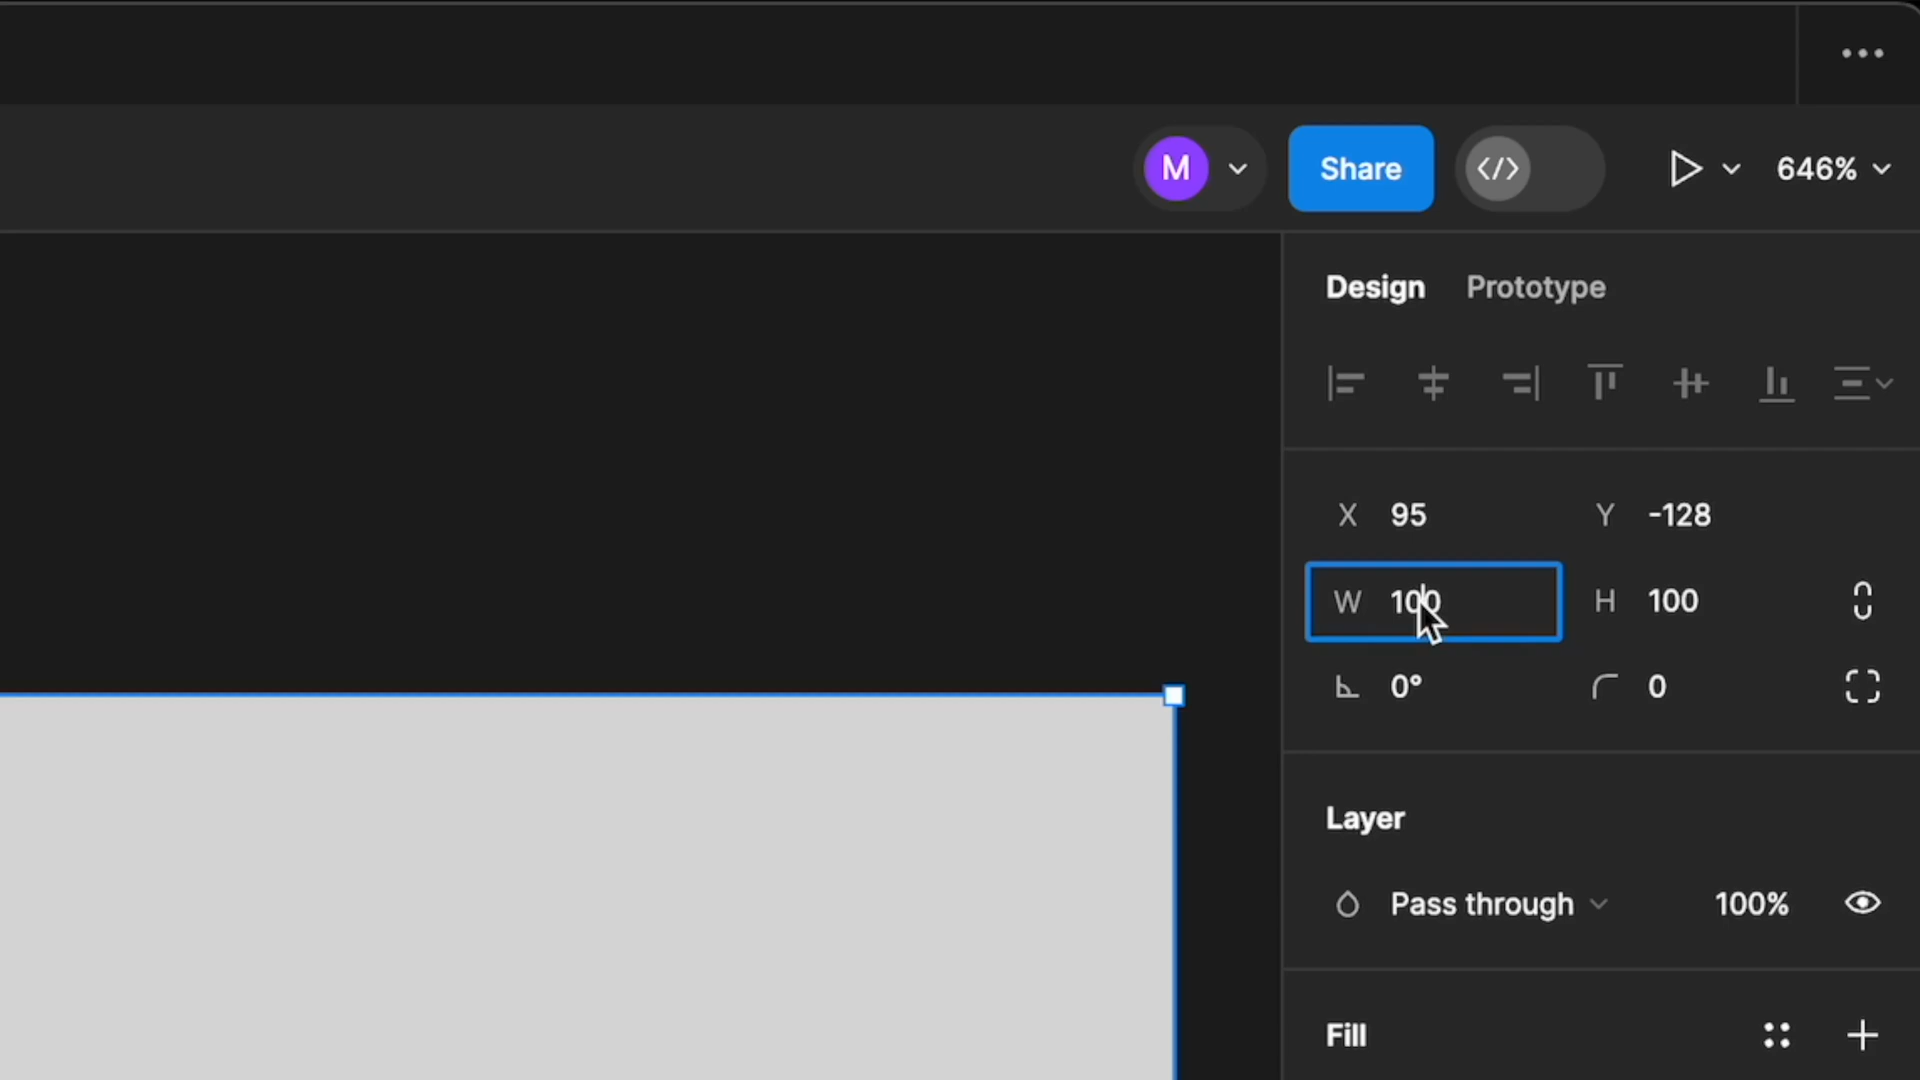 M Share </> 646%
Design Prototype
X 95 Y -128
W 100 H 100
0° 0
Layer
Pass through 100%
Fill